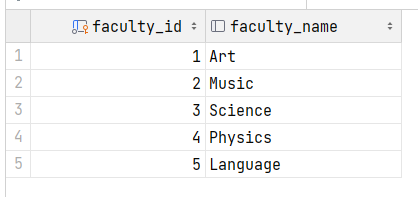 faculty_id faculty_name
1 1 Art
2 2 Music
3 3 Science
4 4 Physics
5 5 Language